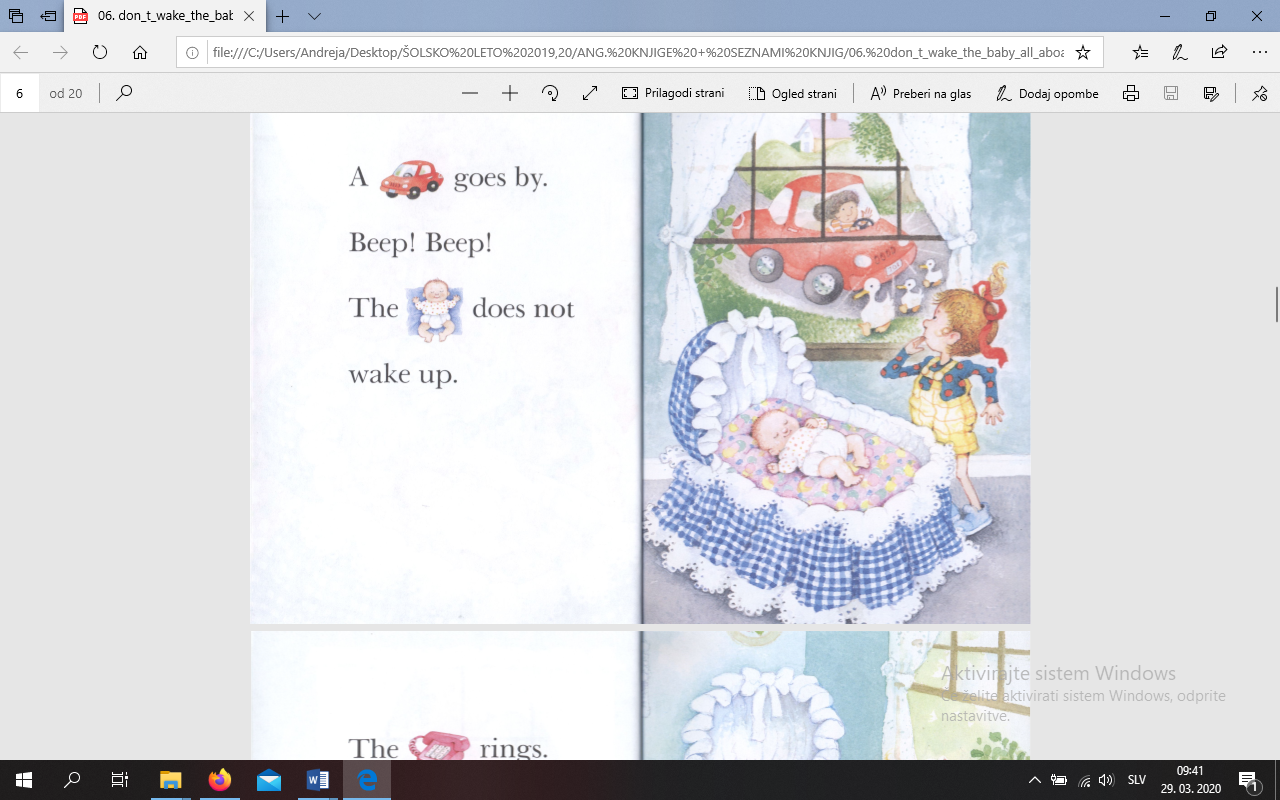 06. don_t_wake_the_bab
file:///C:/Users/Andreja/Desktop/ŠOLSKO%20LETO%202019,20/ANG.%20KNJIGE%20+%20SEZNAMI%20KNJIG/06.%20don_t_wake_the_baby_all_aboa
6 od 20
Prilagodi strani
Ogled strani
Preberi na glas
Dodaj opombe
A goes by.
Beep! Beep!
The does not
wake up.
The rings.
Aktivirajte sistem Windows
Če želite aktivirati sistem Windows, odprite
nastavitve.
SLV
09:41
29. 03. 2020
1